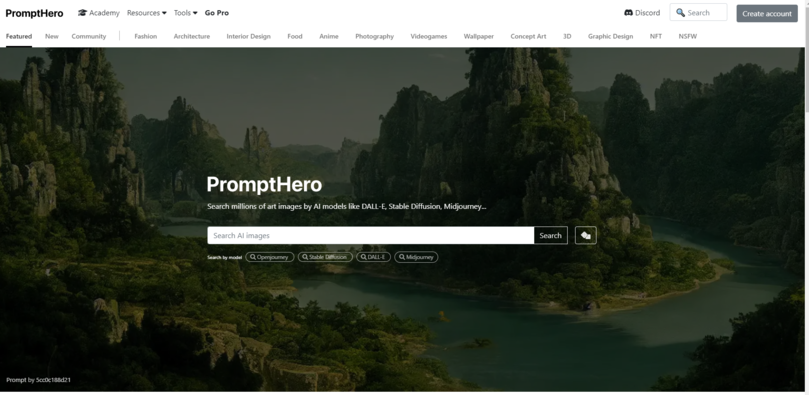 PromptHero Academy Resources Tools Go Pro Discord Search Create account
Featured New Community Fashion Architecture Interior Design Food Anime Photography Videogames Wallpaper Concept Art 3D Graphic Design NFT NSFW
PromptHero
Search millions of art images by AI models like DALL-E, Stable Diffusion, Midjourney...
Search AI images Search
Search by model Openjourney Stable Diffusion DALL-E Midjourney
Prompt by 5cc0c188d21